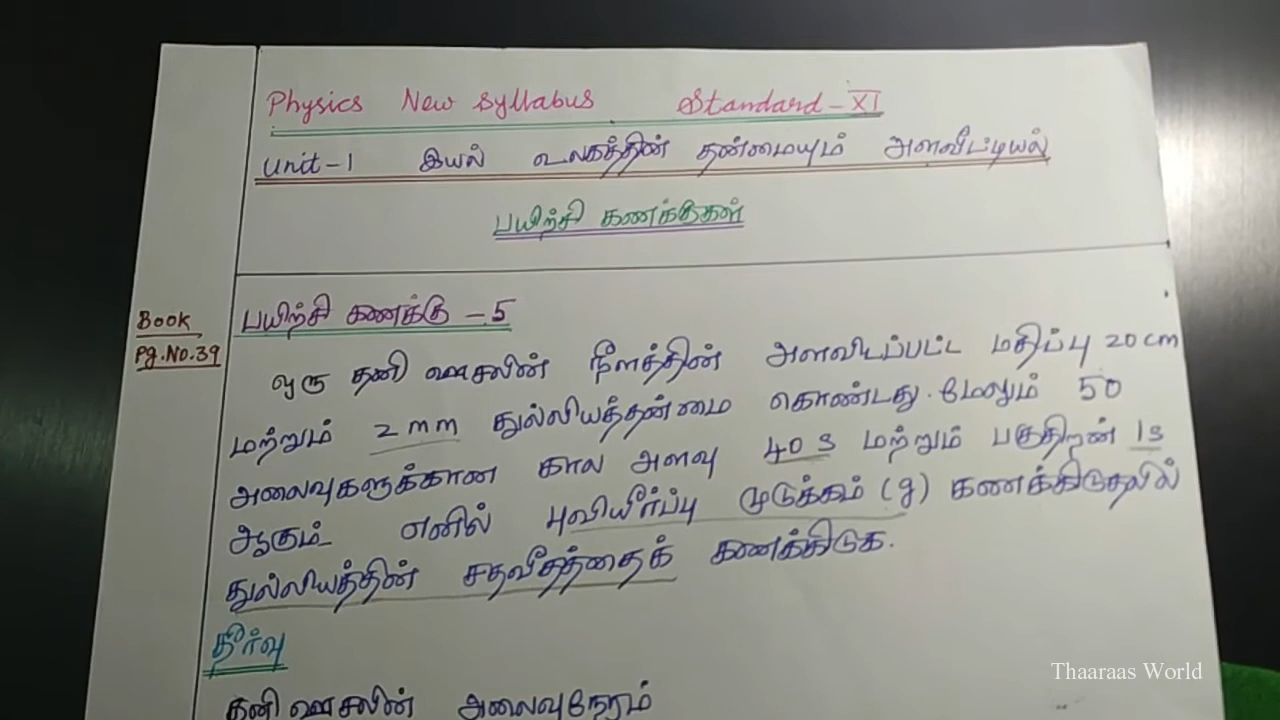 Physics New Syllabus Standard - XI
Unit-1 இயல் உலகத்தின் தன்மையும் அளவீட்டியல்
பயிற்சி கணக்குகள்
Book
Pg.No.39
பயிற்சி கணக்கு - 5
ஒரு தனி ஊசலின் நீளத்தின் அளவிடப்பட்ட மதிப்பு 20 cm
மற்றும் 2 mm துல்லியத்தன்மை கொண்டது. மேலும் 50
அலைவுகளுக்கான கால அளவு 40 s மற்றும் பகுதிறன் 1s
ஆகும் எனில் புவியீர்ப்பு முடுக்கம் (g) கணக்கிடுதலில்
துல்லியத்தின் சதவீதத்தைக் கணக்கிடுக.
தீர்வு
தனி ஊசலின் அலைவுநேரம்
Thaaraas World